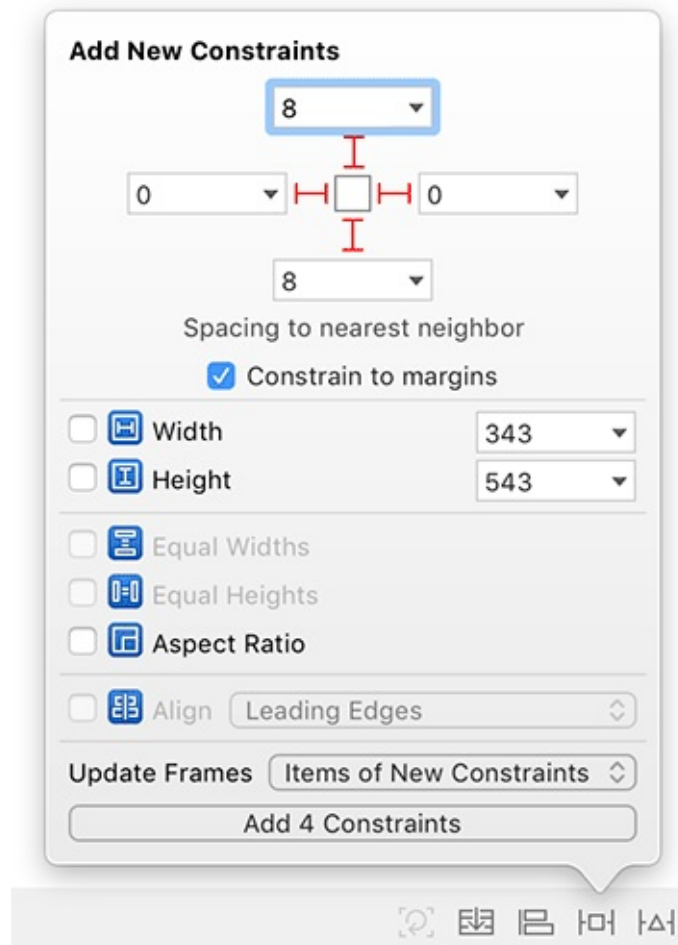 Add New Constraints
8
0 0
8
Spacing to nearest neighbor
Constrain to margins
Width 343
Height 543
Equal Widths
Equal Heights
Aspect Ratio
Align Leading Edges
Update Frames Items of New Constraints
Add 4 Constraints